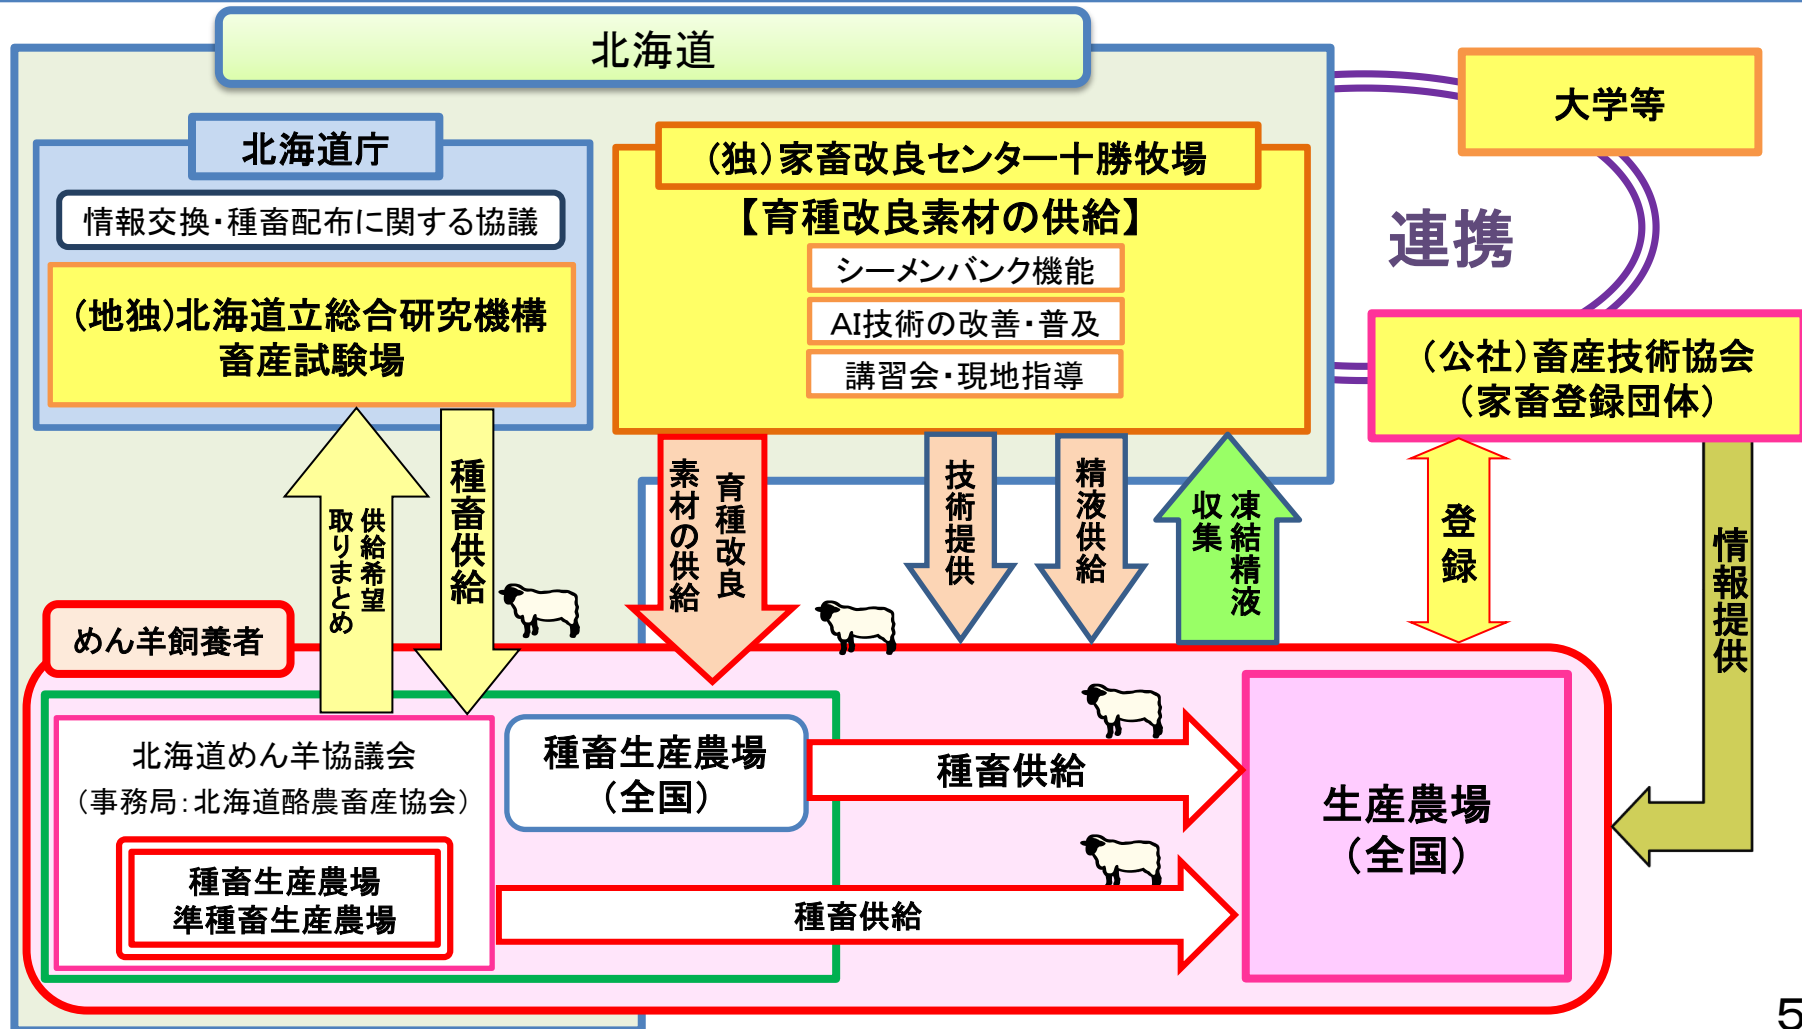 北海道
大学等
北海道庁
(独)家畜改良センター十勝牧場
情報交換・種畜配布に関する協議
【育種改良素材の供給】
連携
シーメンバンク機能
(地独)北海道立総合研究機構
畜産試験場
AI技術の改善・普及
講習会・現地指導
(公社)畜産技術協会
(家畜登録団体)
供給希望
取りまとめ
種畜供給
育種改良
素材の供給
技術提供
精液供給
凍結精液
収集
登録
情報提供
めん羊飼養者
北海道めん羊協議会
(事務局:北海道酪農畜産協会)
種畜生産農場
準種畜生産農場
種畜生産農場
(全国)
種畜供給
種畜供給
生産農場
(全国)
5